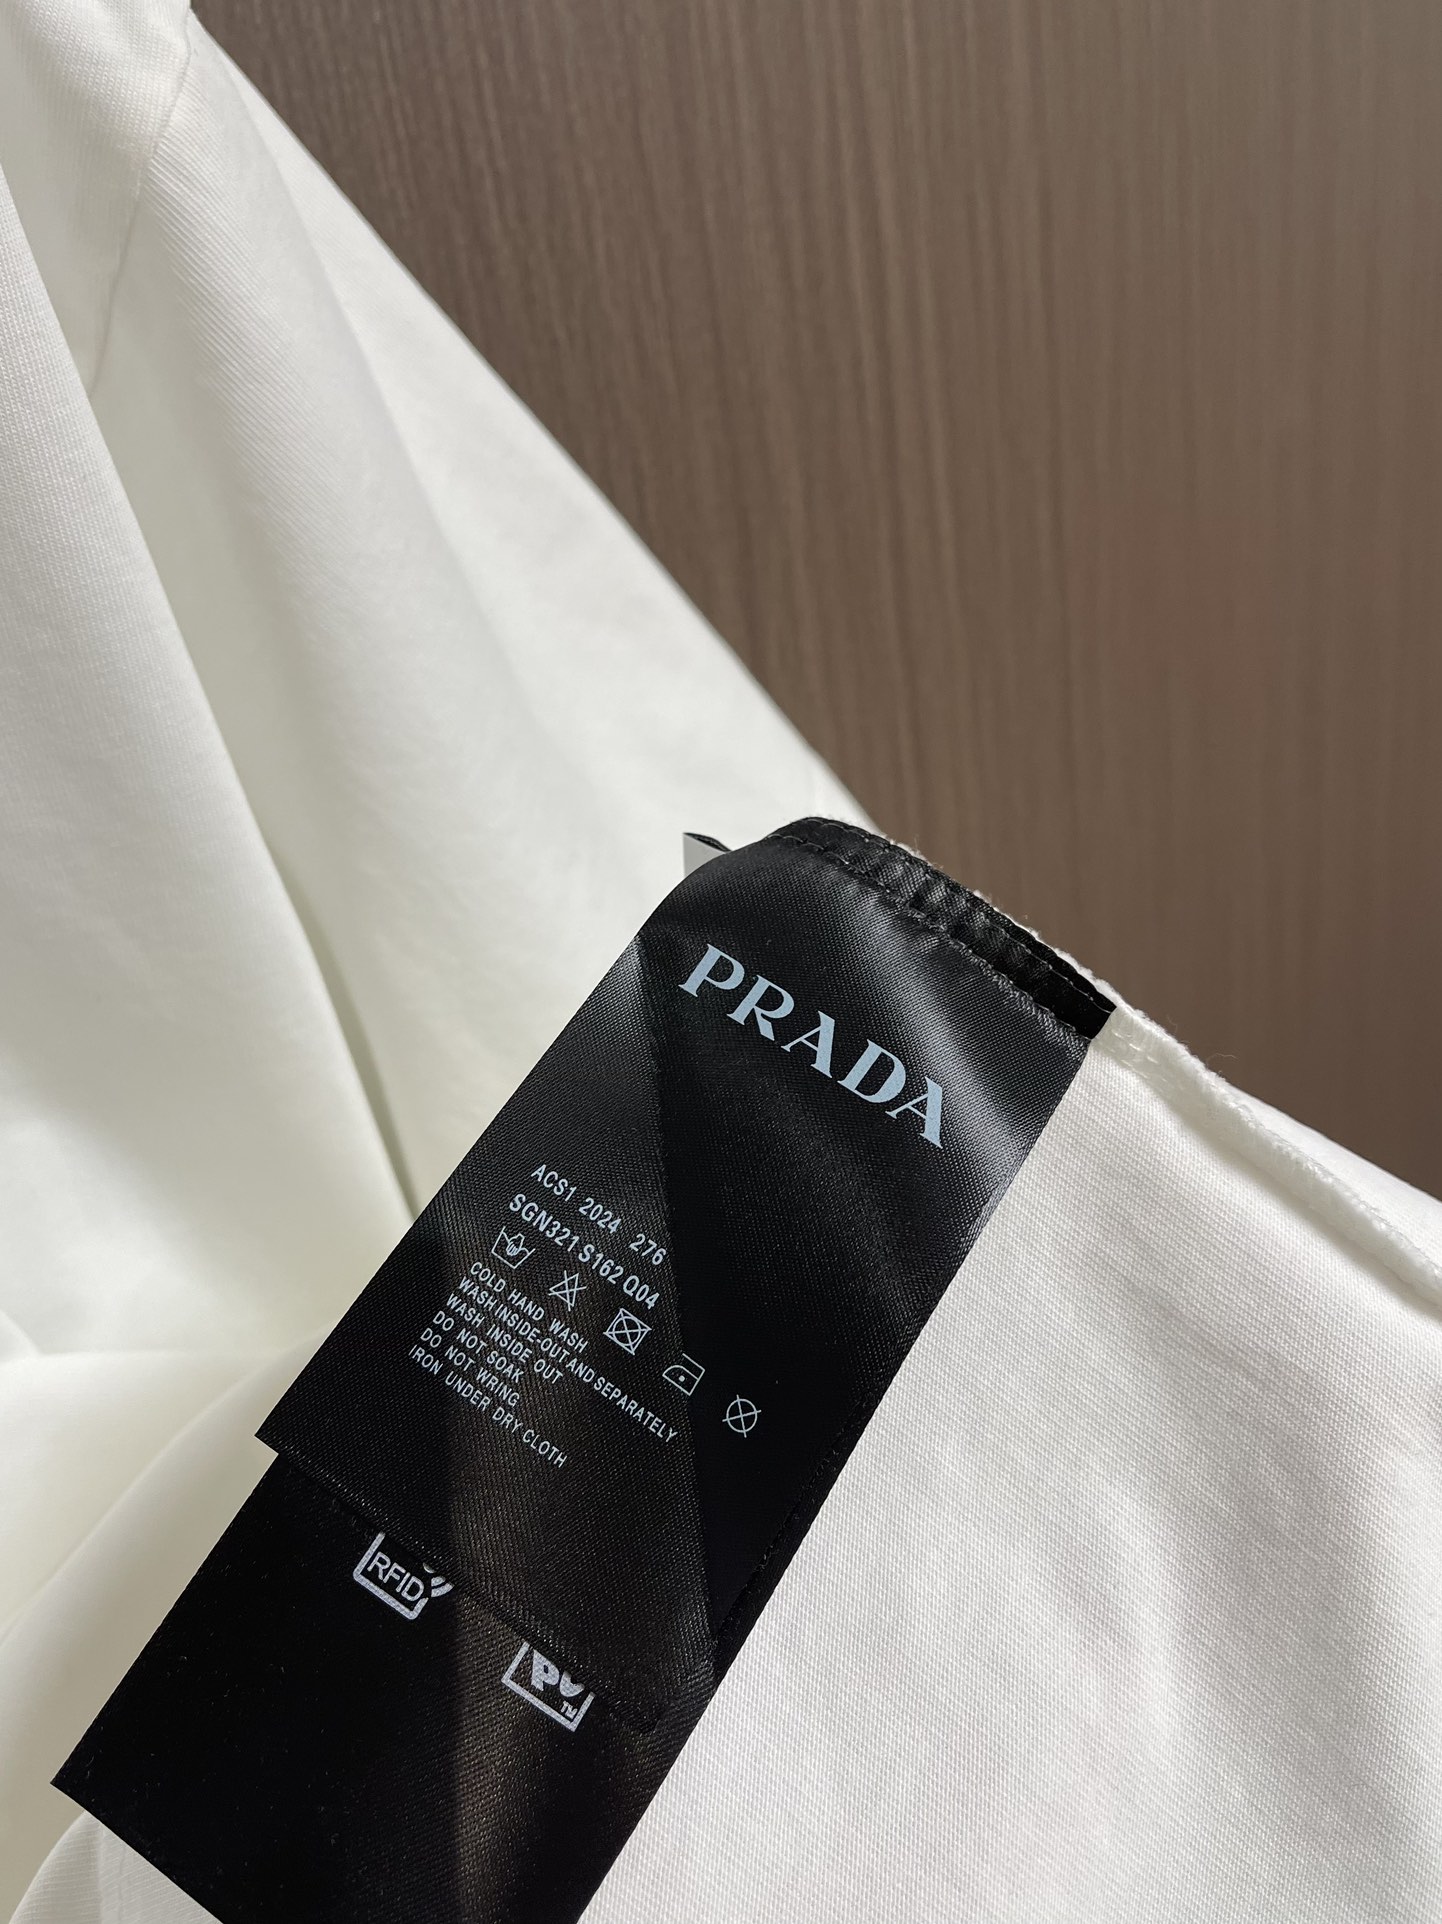 PRADA
ACS1 2024 276
SGN321 S162 Q04
COLD HAND WASH
WASH INSIDE-OUT AND SEPARATELY
WASH INSIDE OUT
DO NOT SOAK
DO NOT WRING
IRON UNDER DRY CLOTH
RFID
TM